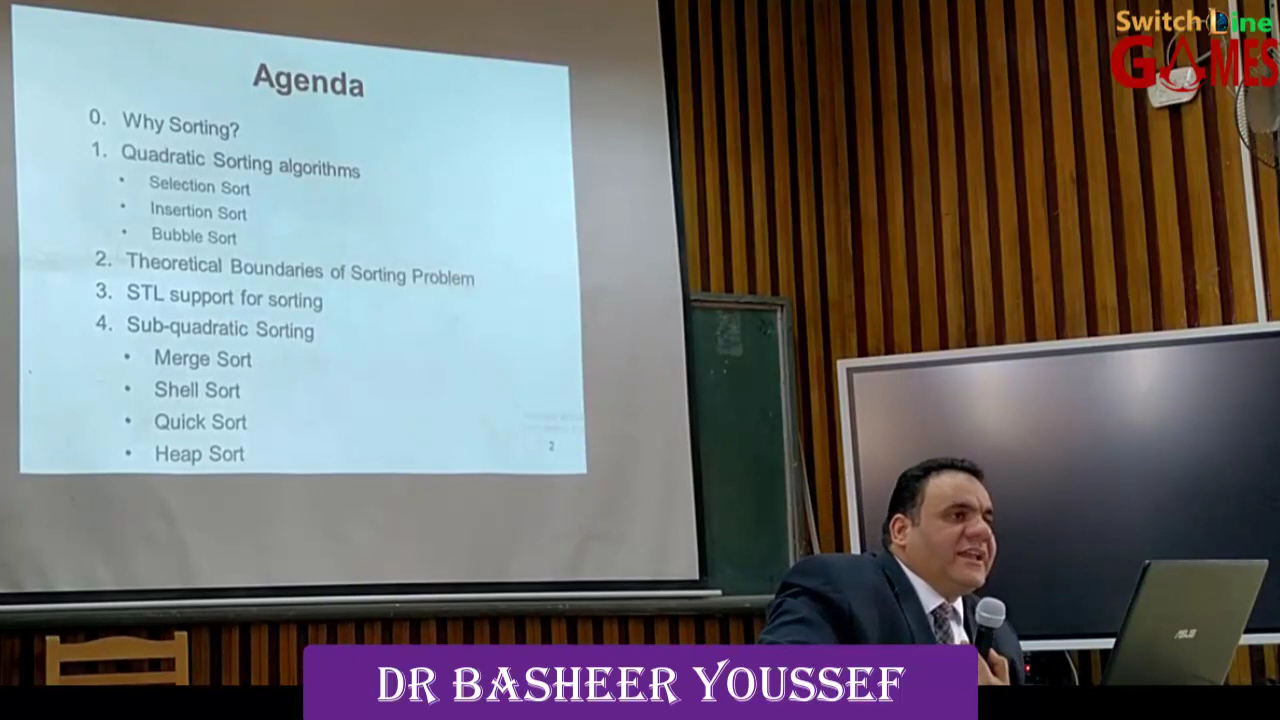 Switch Line
GAMES
Agenda
0. Why Sorting?
1. Quadratic Sorting algorithms
• Selection Sort
• Insertion Sort
• Bubble Sort
2. Theoretical Boundaries of Sorting Problem
3. STL support for sorting
4. Sub-quadratic Sorting
• Merge Sort
• Shell Sort
• Quick Sort
• Heap Sort
2
ASUS
DR BASHEER YOUSSEF